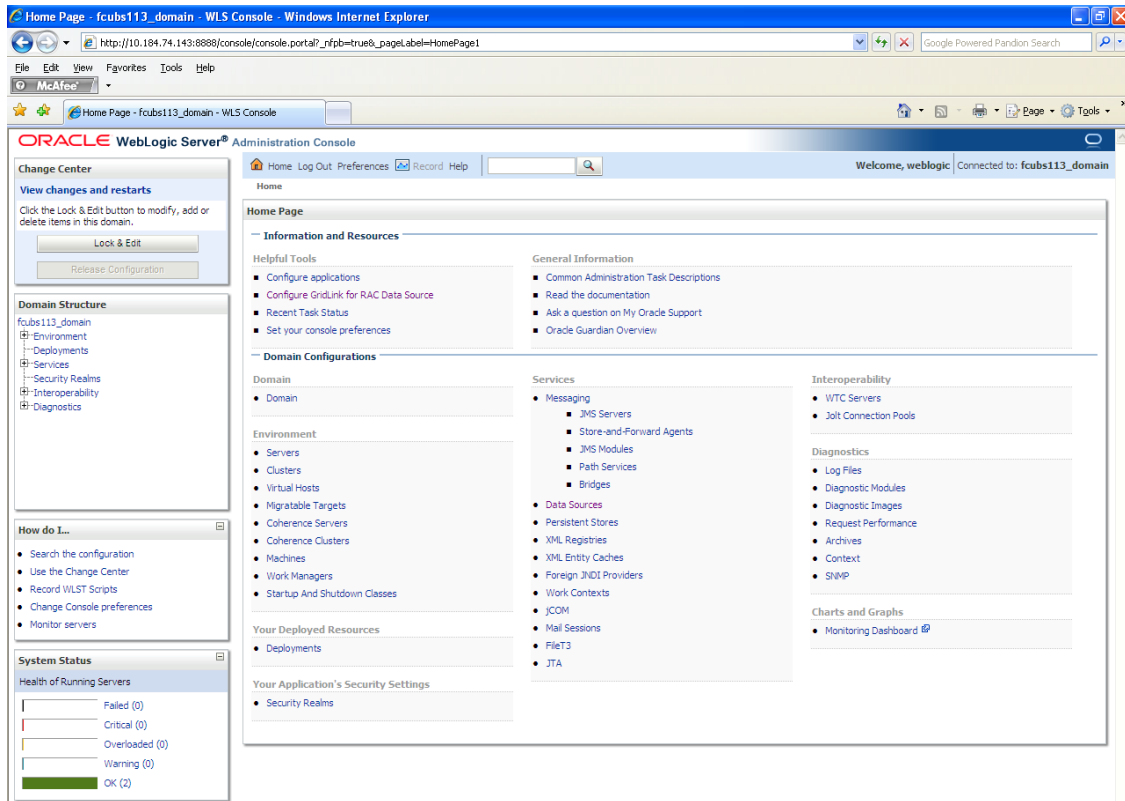 Home Page - fcubs113_domain - WLS Console - Windows Internet Explorer
http://10.184.74.143:8888/console/console.portal?_nfpb=true&_pageLabel=HomePage1
Google Powered Pandion Search
File Edit View Favorites Tools Help
McAfee
Home Page - fcubs113_domain - WLS Console
Page Tools
ORACLE WebLogic Server® Administration Console
Change Center
View changes and restarts
Click the Lock & Edit button to modify, add or
delete items in this domain.
Lock & Edit
Release Configuration
Domain Structure
fcubs113_domain
Environment
Deployments
Services
Security Realms
Interoperability
Diagnostics
How do I...
Search the configuration
Use the Change Center
Record WLST Scripts
Change Console preferences
Monitor servers
System Status
Health of Running Servers
Failed (0)
Critical (0)
Overloaded (0)
Warning (0)
OK (2)
Home Log Out Preferences Record Help
Welcome, weblogic Connected to: fcubs113_domain
Home
Home Page
Information and Resources
Helpful Tools
Configure applications
Configure GridLink for RAC Data Source
Recent Task Status
Set your console preferences
General Information
Common Administration Task Descriptions
Read the documentation
Ask a question on My Oracle Support
Oracle Guardian Overview
Domain Configurations
Domain
Domain
Environment
Servers
Clusters
Virtual Hosts
Migratable Targets
Coherence Servers
Coherence Clusters
Machines
Work Managers
Startup And Shutdown Classes
Your Deployed Resources
Deployments
Your Application's Security Settings
Security Realms
Services
Messaging
JMS Servers
Store-and-Forward Agents
JMS Modules
Path Services
Bridges
Data Sources
Persistent Stores
XML Registries
XML Entity Caches
Foreign JNDI Providers
Work Contexts
jCOM
Mail Sessions
FileT3
JTA
Interoperability
WTC Servers
Jolt Connection Pools
Diagnostics
Log Files
Diagnostic Modules
Diagnostic Images
Request Performance
Archives
Context
SNMP
Charts and Graphs
Monitoring Dashboard